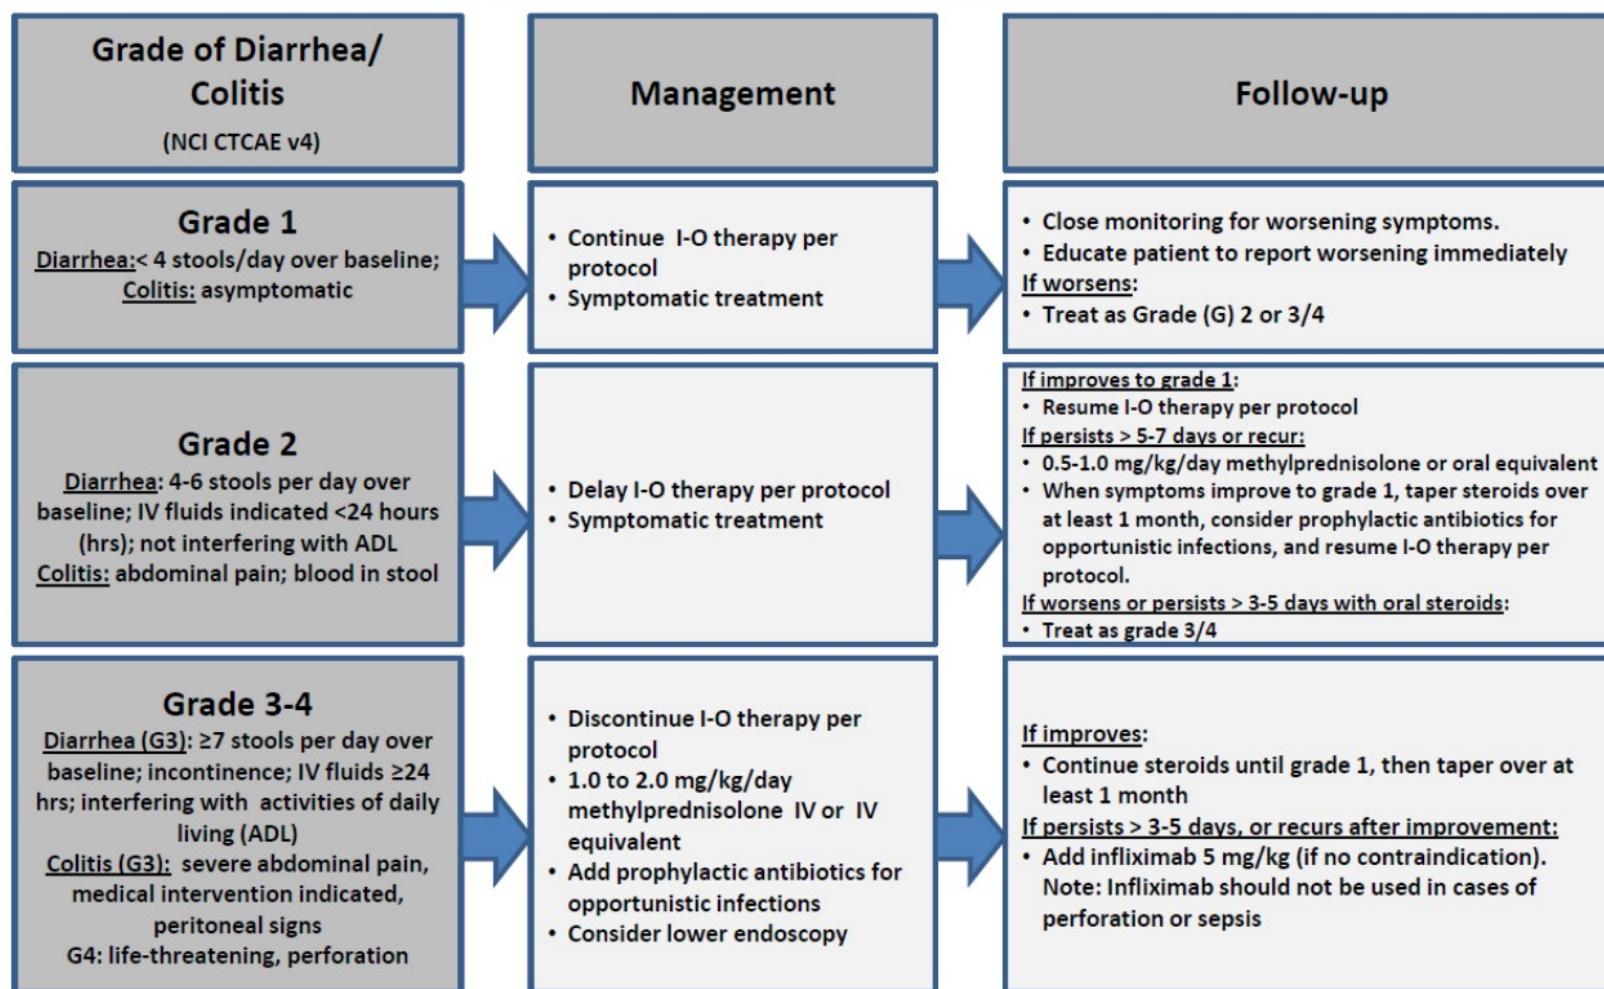 Grade of Diarrhea/
Colitis
(NCI CTCAE v4)
Management
Follow-up
Grade 1
Diarrhea:< 4 stools/day over baseline;
Colitis: asymptomatic
• Continue I-O therapy per
protocol
• Symptomatic treatment
• Close monitoring for worsening symptoms.
• Educate patient to report worsening immediately
If worsens:
• Treat as Grade (G) 2 or 3/4
Grade 2
Diarrhea: 4-6 stools per day over
baseline; IV fluids indicated <24 hours
(hrs); not interfering with ADL
Colitis: abdominal pain; blood in stool
• Delay I-O therapy per protocol
• Symptomatic treatment
If improves to grade 1:
• Resume I-O therapy per protocol
If persists > 5-7 days or recur:
• 0.5-1.0 mg/kg/day methylprednisolone or oral equivalent
• When symptoms improve to grade 1, taper steroids over
at least 1 month, consider prophylactic antibiotics for
opportunistic infections, and resume I-O therapy per
protocol.
If worsens or persists > 3-5 days with oral steroids:
• Treat as grade 3/4
Grade 3-4
Diarrhea (G3): ≥7 stools per day over
baseline; incontinence; IV fluids ≥24
hrs; interfering with activities of daily
living (ADL)
Colitis (G3): severe abdominal pain,
medical intervention indicated,
peritoneal signs
G4: life-threatening, perforation
• Discontinue I-O therapy per
protocol
• 1.0 to 2.0 mg/kg/day
methylprednisolone IV or IV
equivalent
• Add prophylactic antibiotics for
opportunistic infections
• Consider lower endoscopy
If improves:
• Continue steroids until grade 1, then taper over at
least 1 month
If persists > 3-5 days, or recurs after improvement:
• Add infliximab 5 mg/kg (if no contraindication).
Note: Infliximab should not be used in cases of
perforation or sepsis